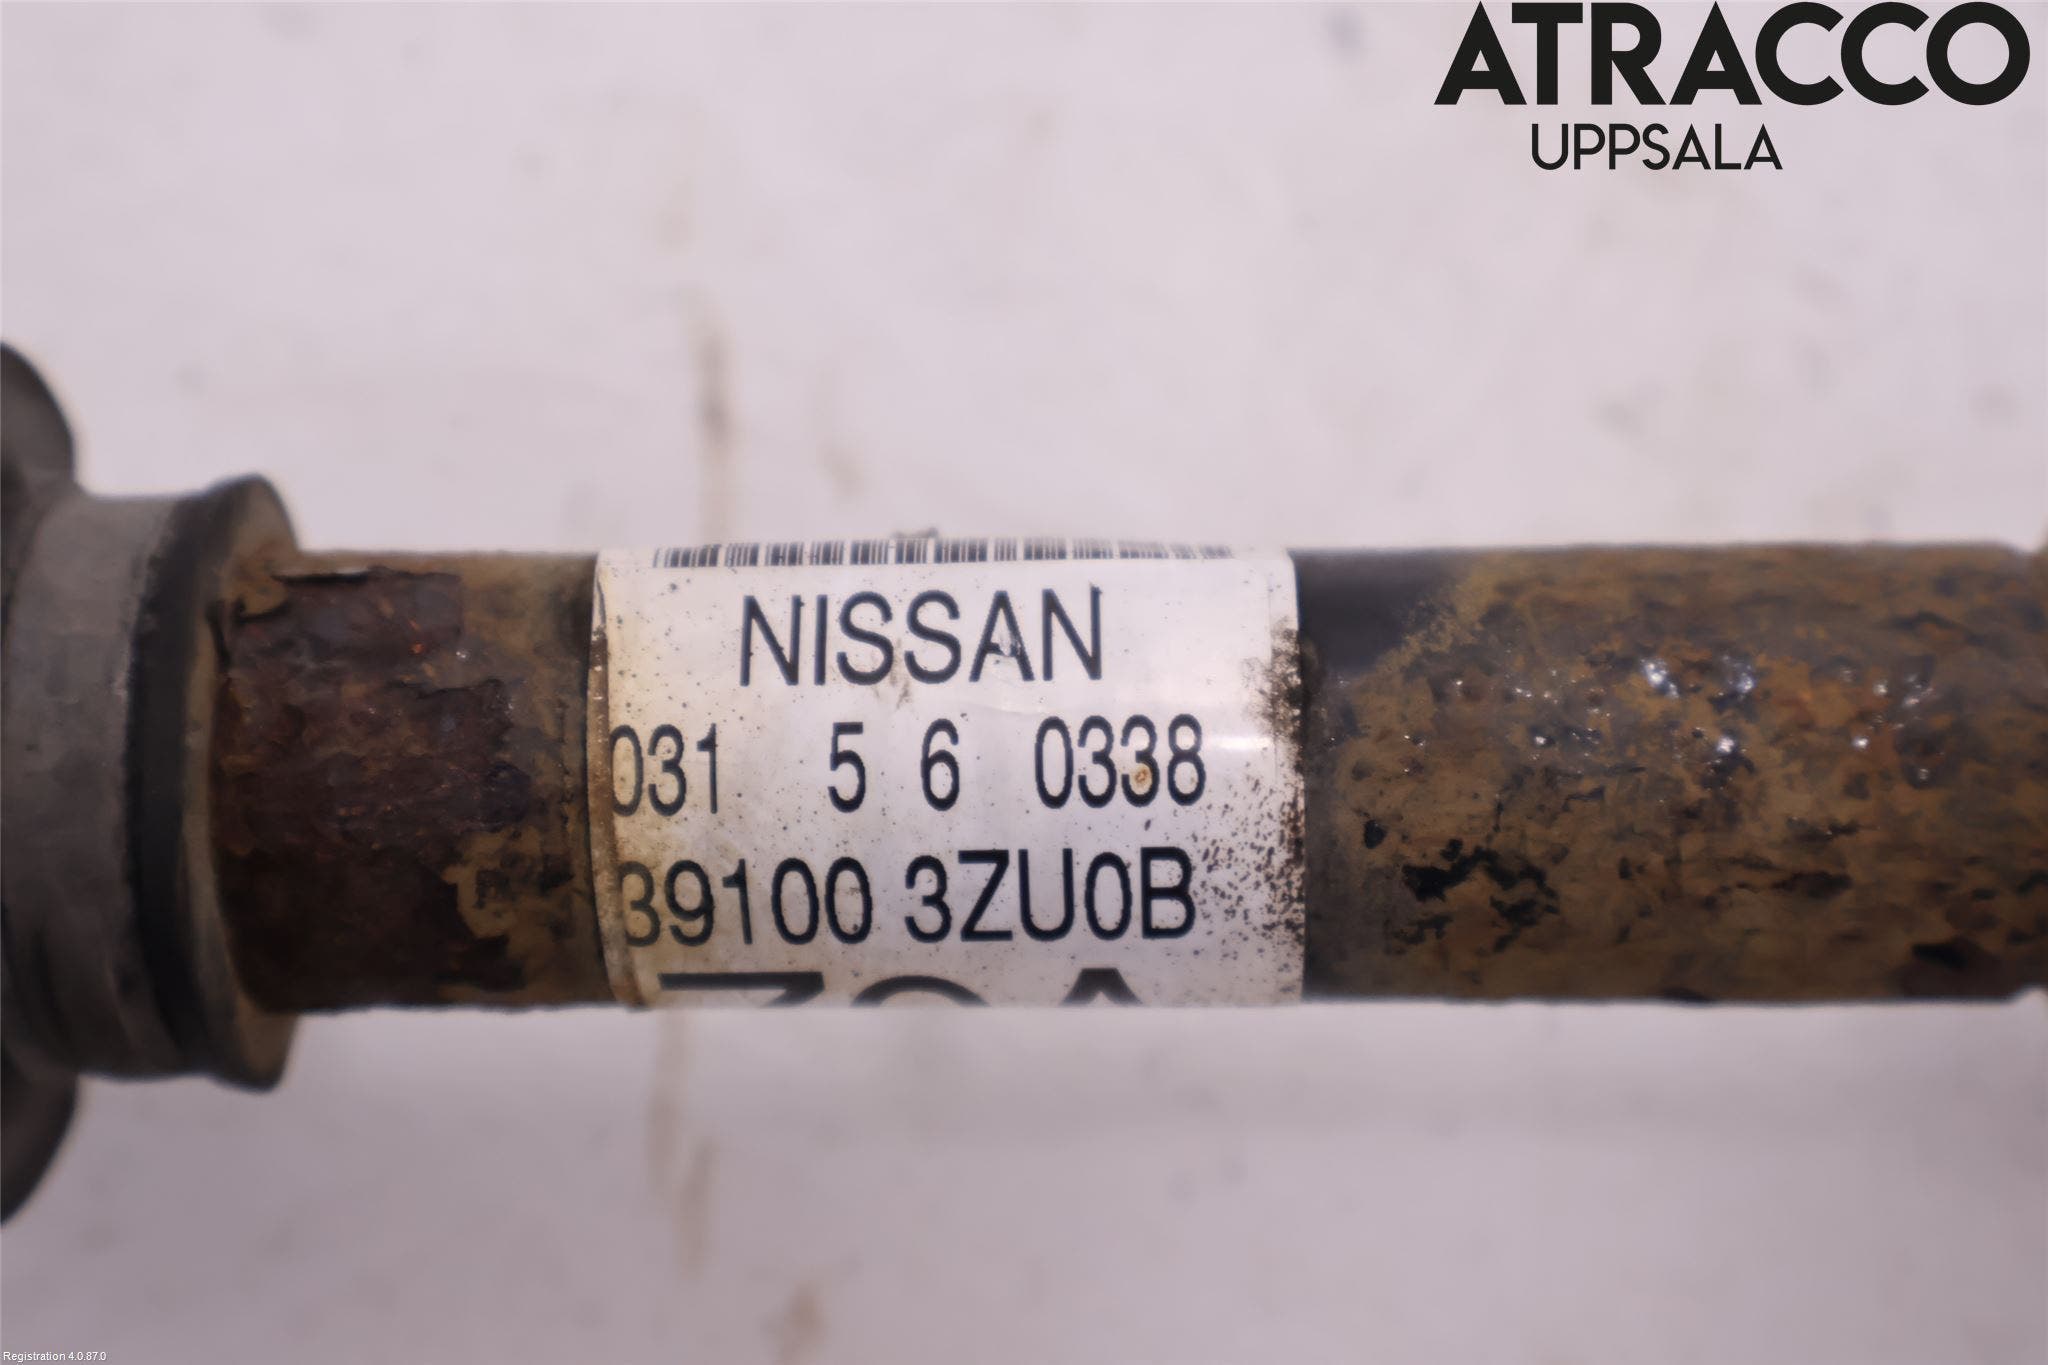 ATRACCO
UPPSALA
NISSAN
031 5 6 0338
39100 3ZU0B
Registration 4.0.87.0